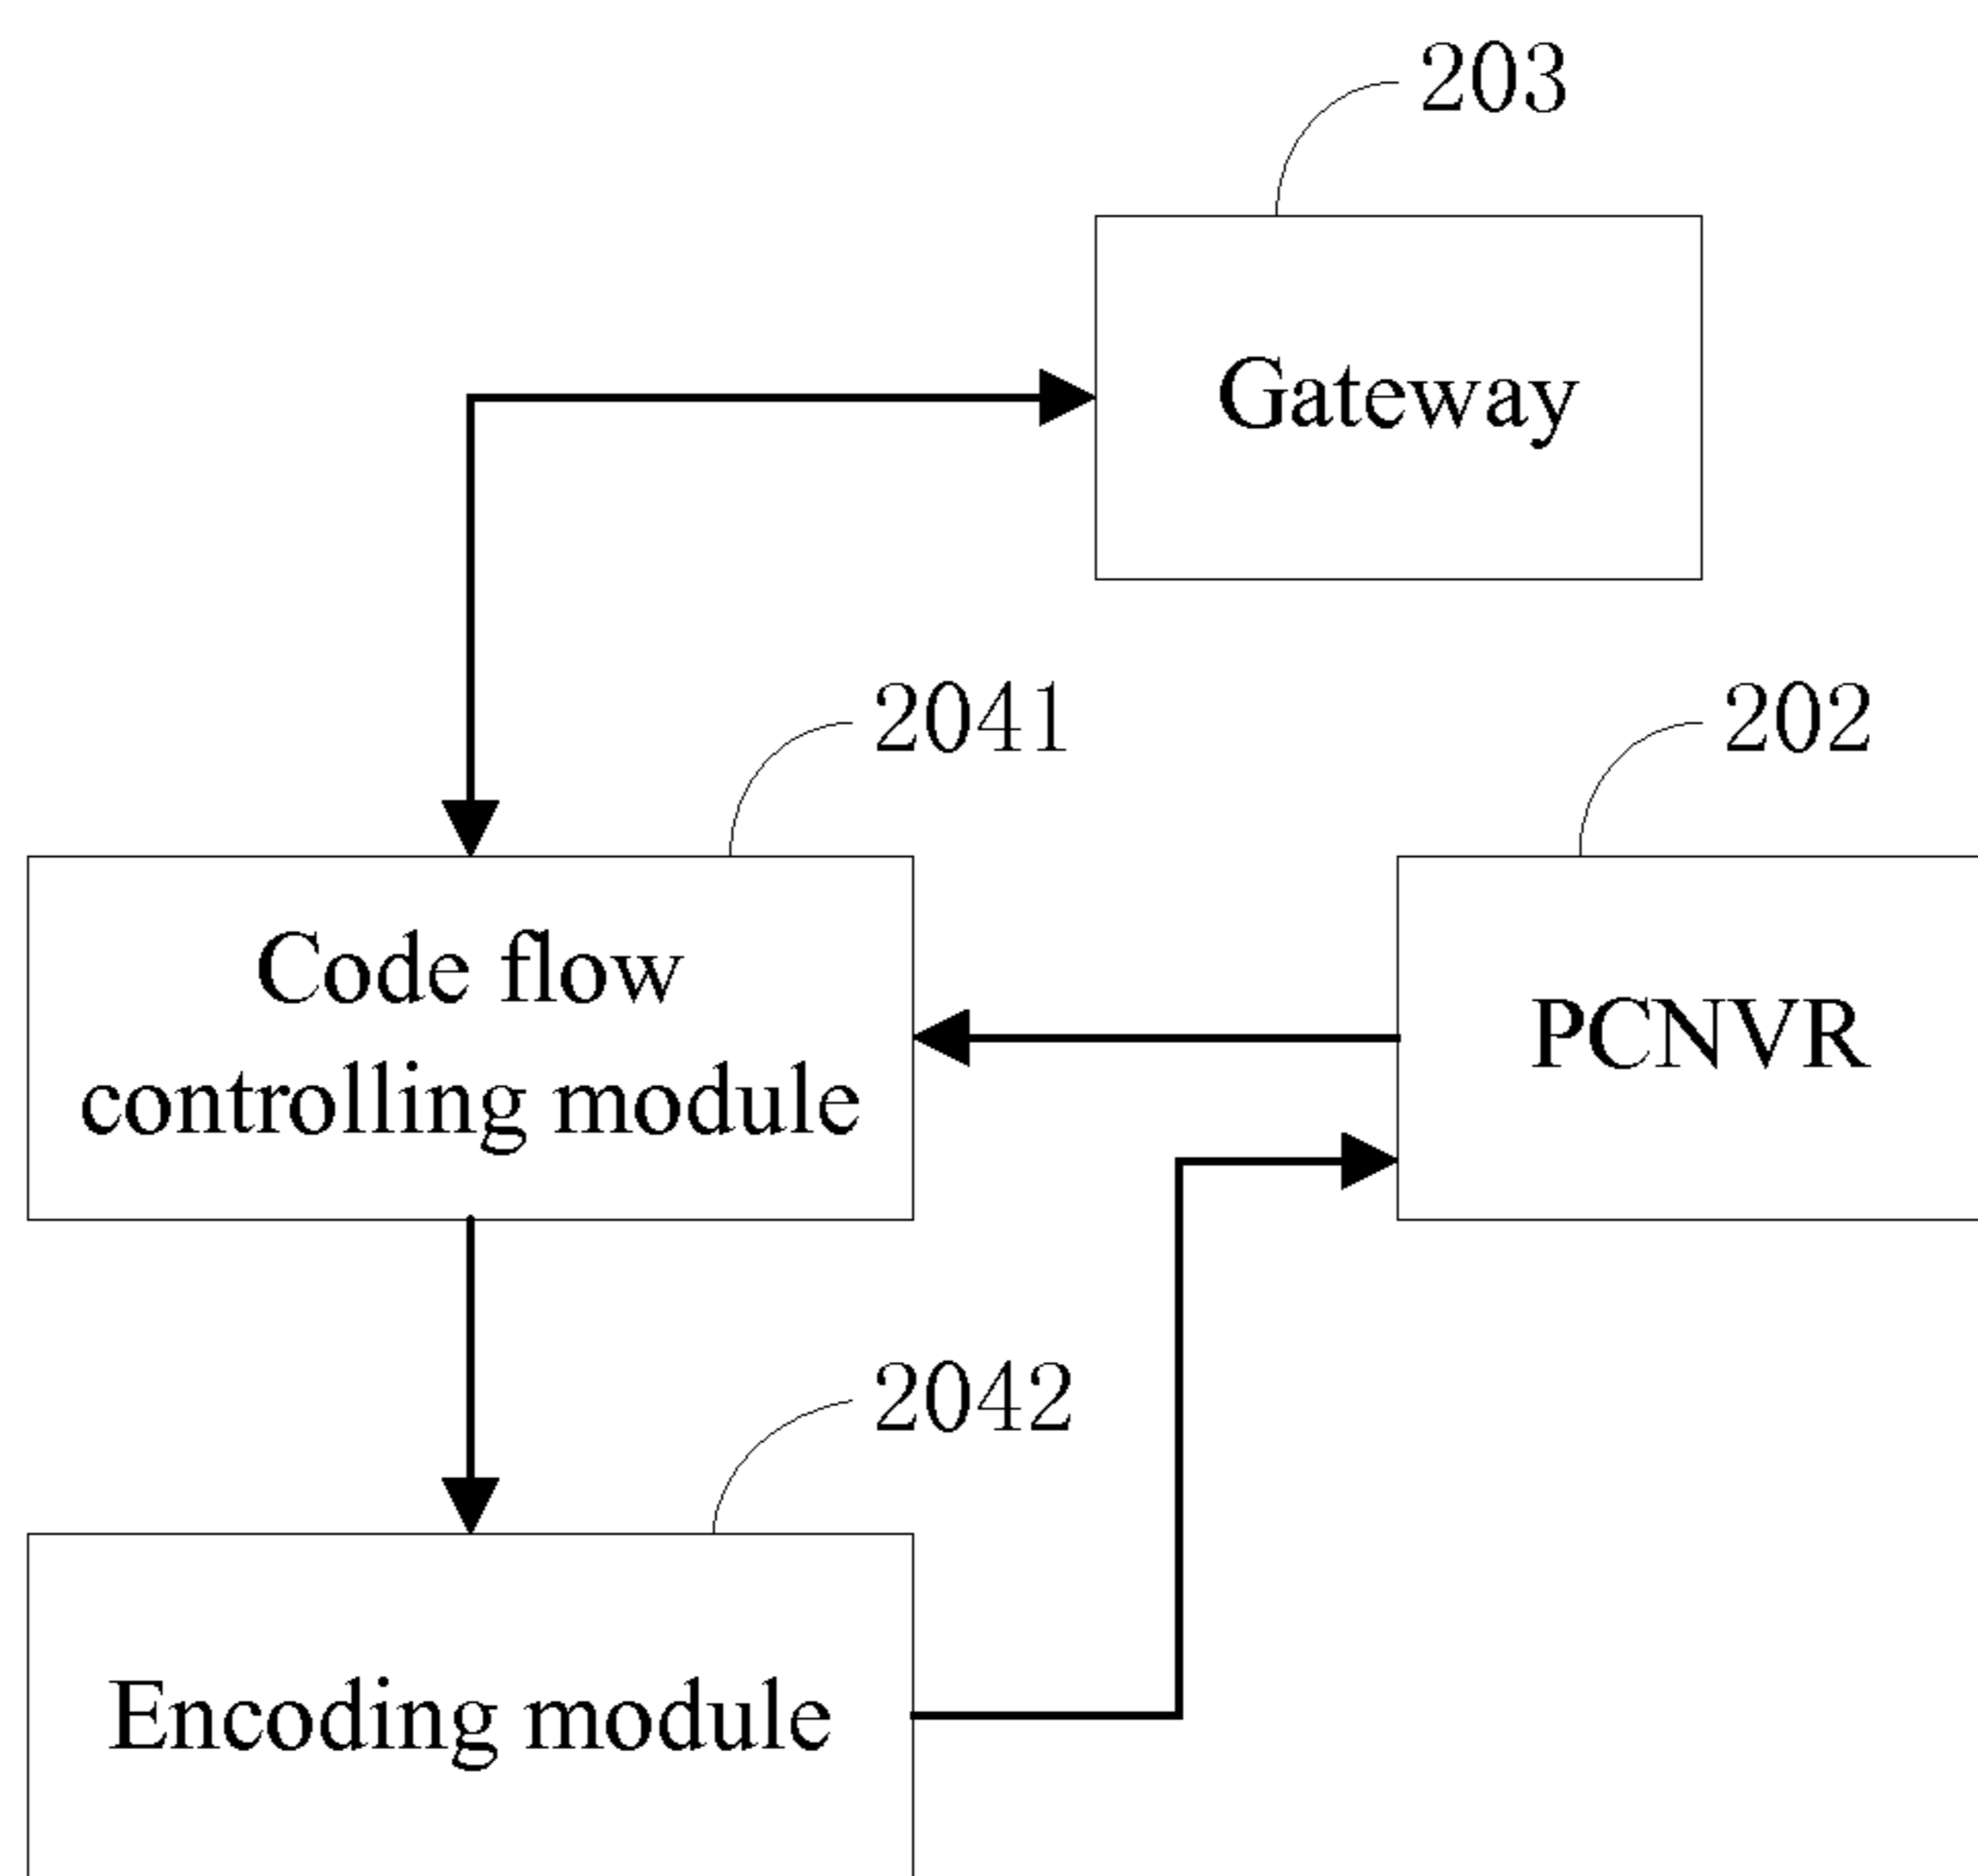 203
Gateway
2041
202
Code flow
controlling module
PCNVR
2042
Encoding module